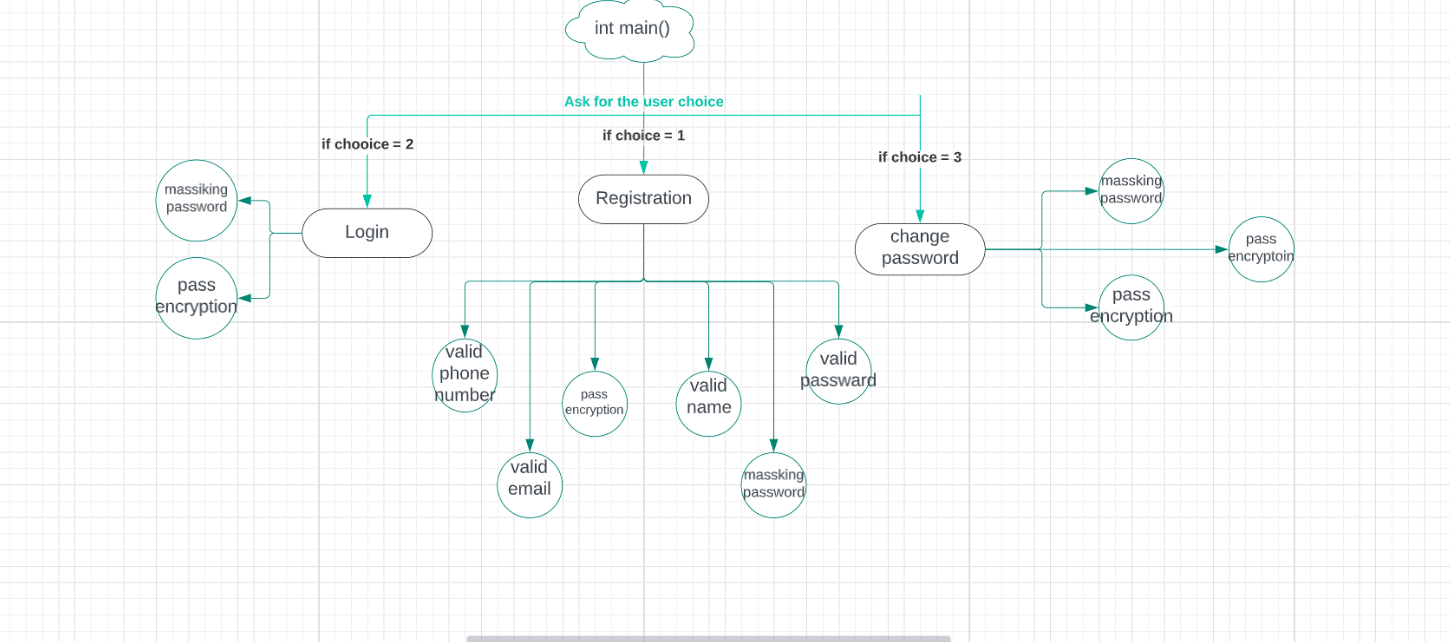 int main()
Ask for the user choice
if chooice = 2
if choice = 1
if choice = 3
massiking
password
pass
encryption
Login
Registration
change
password
massking
password
pass
encryptoin
pass
encryption
valid
phone
number
valid
email
pass
encryption
valid
name
massking
password
valid
passward